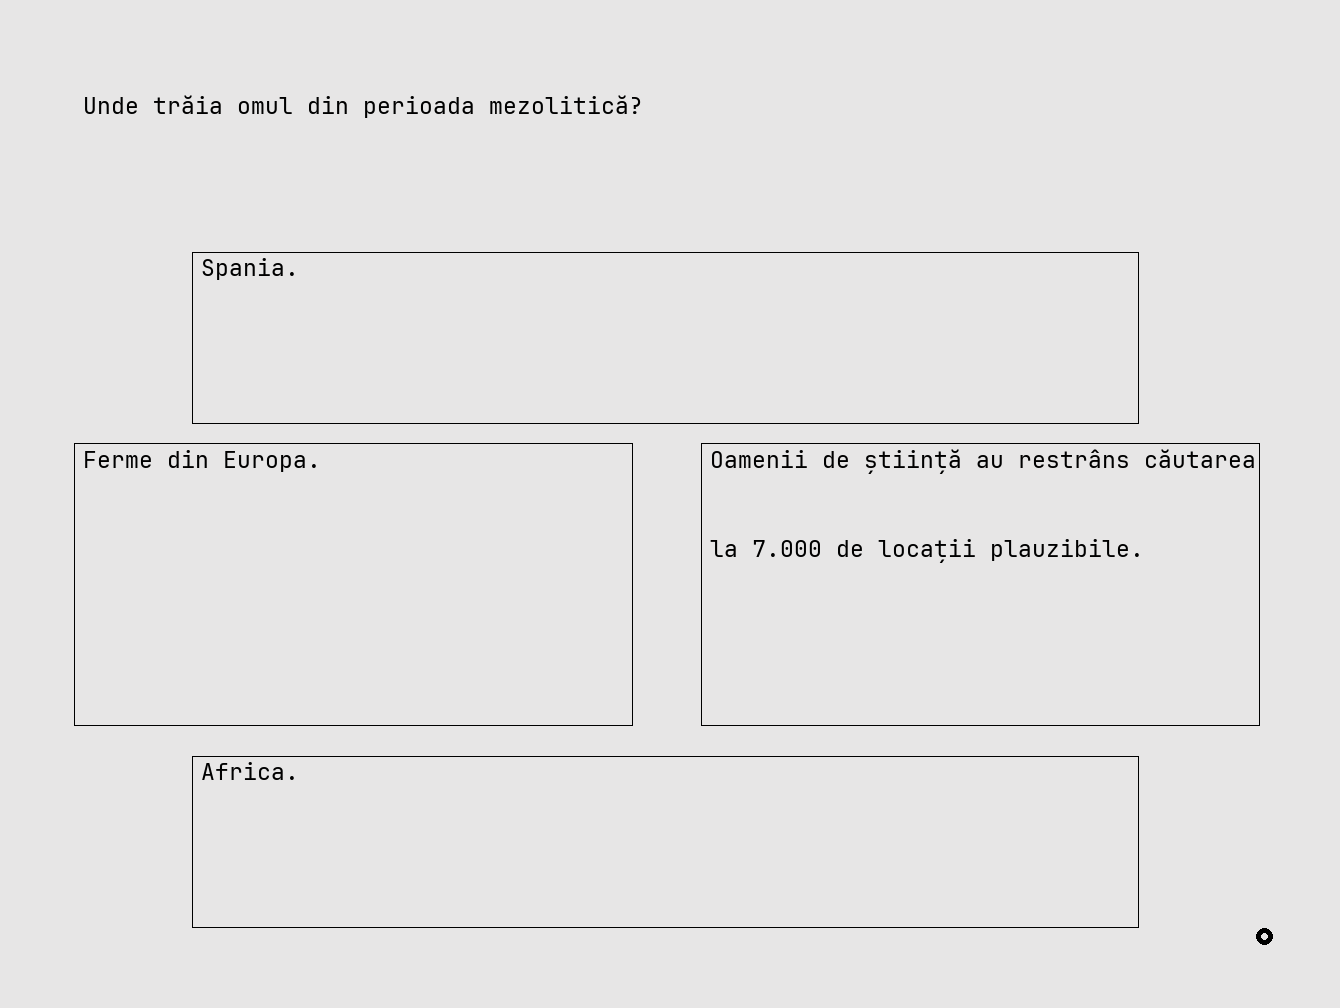 Unde trăia omul din perioada mezolitică?
Spania.
Ferme din Europa.
Oamenii de știință au restrâns căutarea
la 7.000 de locații plauzibile.
Africa.